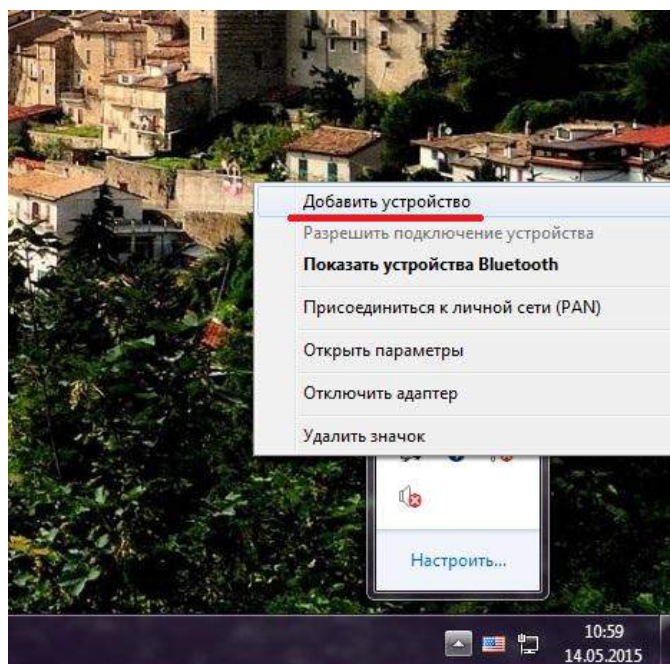 Добавить устройство
Разрешить подключение устройства
Показать устройства Bluetooth
Присоединиться к личной сети (PAN)
Открыть параметры
Отключить адаптер
Удалить значок
Настроить...
10:59
14.05.2015